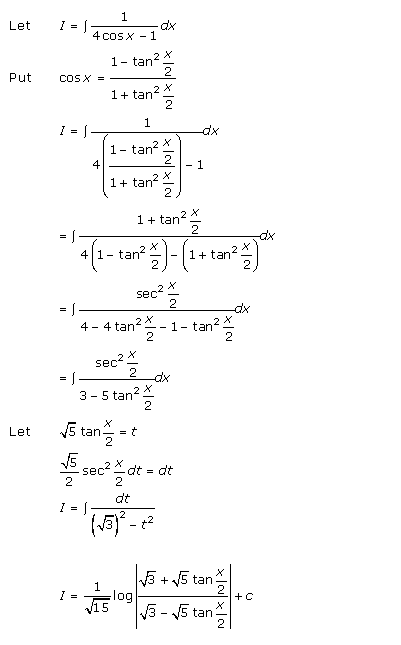 Let I = ∫ 1/(4 cos x − 1) dx
Put cos x = (1 − tan² x/2)/(1 + tan² x/2)
I = ∫ 1/(4((1 − tan² x/2)/(1 + tan² x/2)) − 1) dx
= ∫ (1 + tan² x/2)/(4(1 − tan² x/2) − (1 + tan² x/2)) dx
= ∫ (sec² x/2)/(4 − 4 tan² x/2 − 1 − tan² x/2) dx
= ∫ (sec² x/2)/(3 − 5 tan² x/2) dx
Let √5 tan x/2 = t
√5/2 sec² x/2 dt = dt
I = ∫ dt/((√3)² − t²)
I = 1/√15 log|(√3 + √5 tan x/2)/(√3 − √5 tan x/2)| + c